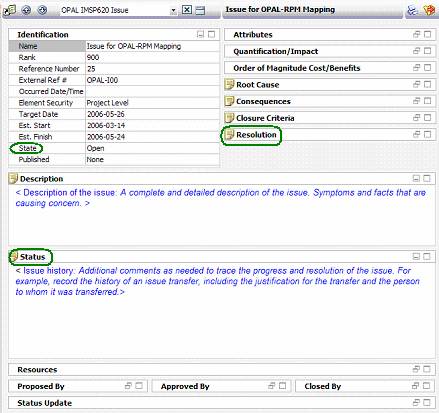 OPAL IMSP620 Issue
Issue for OPAL-RPM Mapping
Identification
Name Issue for OPAL-RPM Mapping
Rank 900
Reference Number 25
External Ref # OPAL-I00
Occurred Date/Time
Element Security Project Level
Target Date 2006-05-26
Est. Start 2006-03-14
Est. Finish 2006-05-24
State Open
Published None
Attributes
Quantification/Impact
Order of Magnitude Cost/Benefits
Root Cause
Consequences
Closure Criteria
Resolution
Description
< Description of the issue: A complete and detailed description of the issue. Symptoms and facts that are
causing concern. >
Status
< Issue history: Additional comments as needed to trace the progress and resolution of the issue. For
example, record the history of an issue transfer, including the justification for the transfer and the person
to whom it was transferred.>
Resources
Proposed By
Approved By
Closed By
Status Update